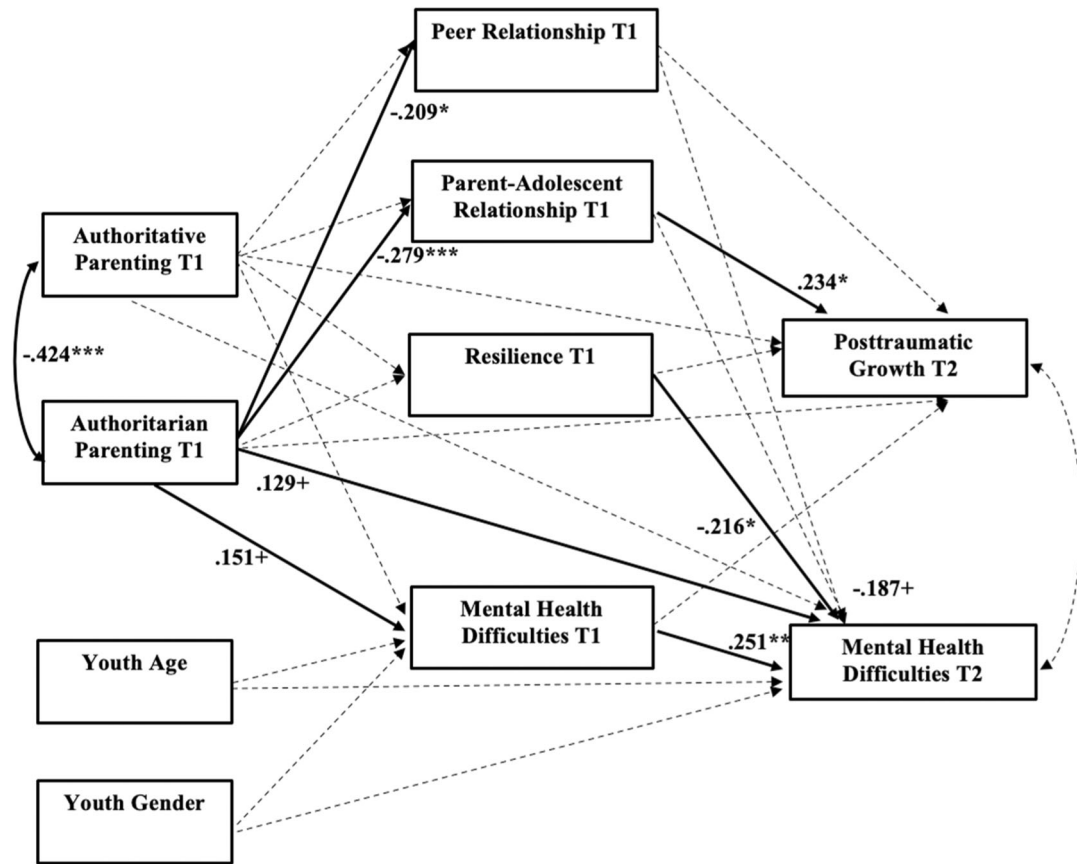 Peer Relationship T1
-.209*
Parent-Adolescent
Relationship T1
-.279***
Authoritative
Parenting T1
.234*
-.424***
Resilience T1
Posttraumatic
Growth T2
Authoritarian
Parenting T1
.129+
-.216*
.151+
-.187+
Mental Health
Difficulties T1
.251**
Mental Health
Difficulties T2
Youth Age
Youth Gender